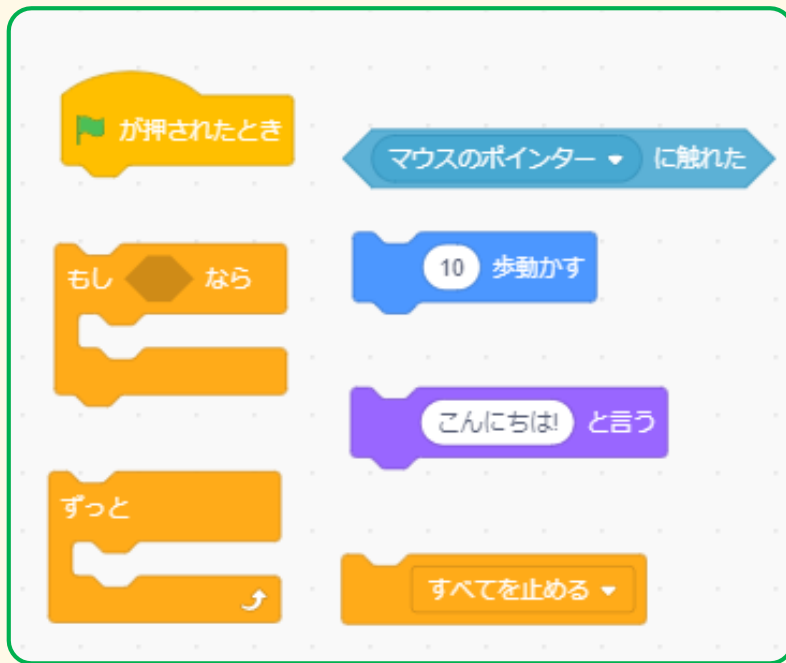 が押されたとき
マウスのポインター に触れた
もし なら
10 歩動かす
こんにちは! と言う
ずっと
すべてを止める